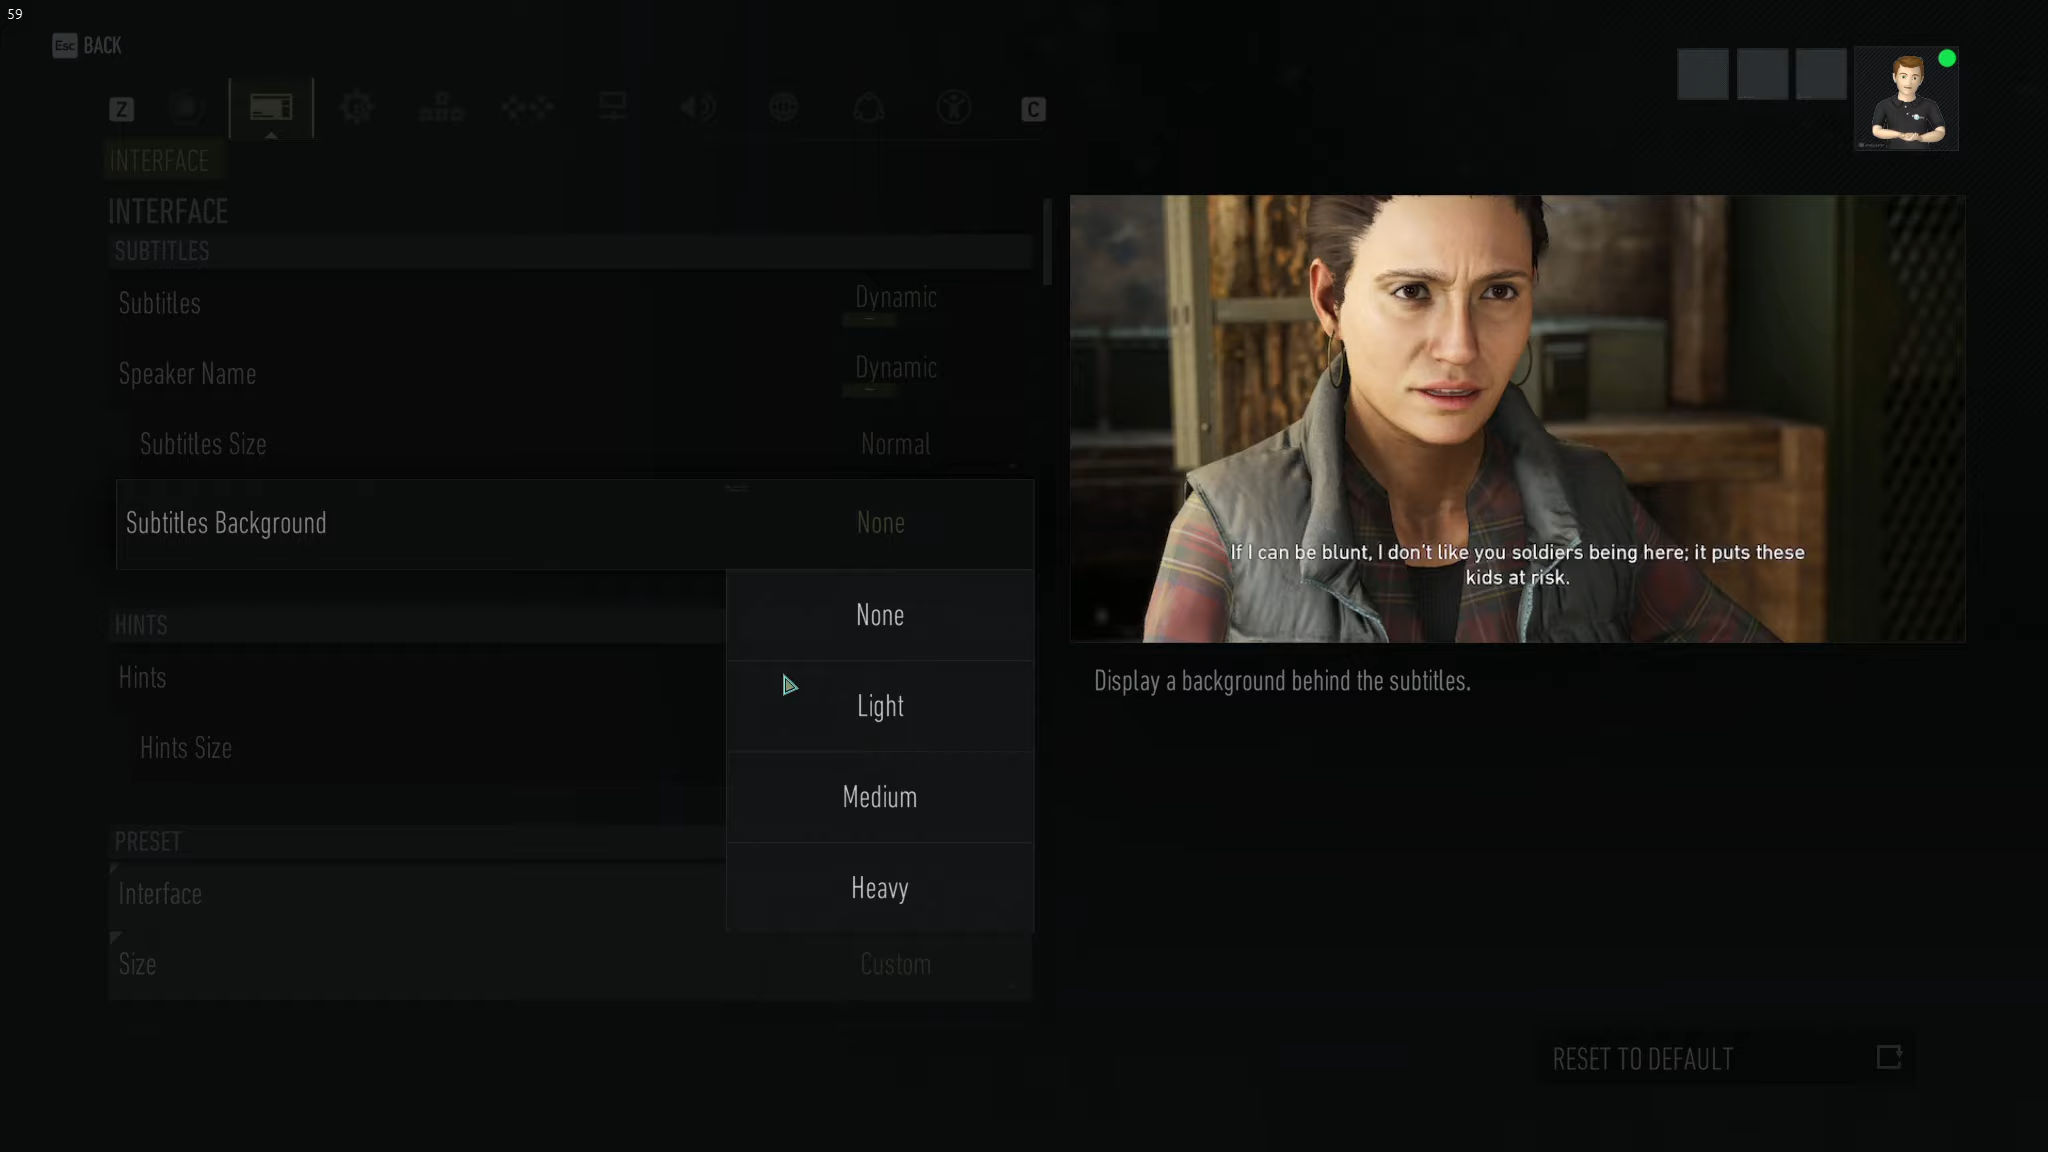 59
Esc BACK
Z
C
INTERFACE
INTERFACE
SUBTITLES
Subtitles
Dynamic
Speaker Name
Dynamic
Subtitles Size
Normal
Subtitles Background
None
None
Light
Medium
Heavy
HINTS
Hints
Hints Size
PRESET
Interface
Size
Custom
If I can be blunt, I don't like you soldiers being here; it puts these
kids at risk.
Display a background behind the subtitles.
RESET TO DEFAULT